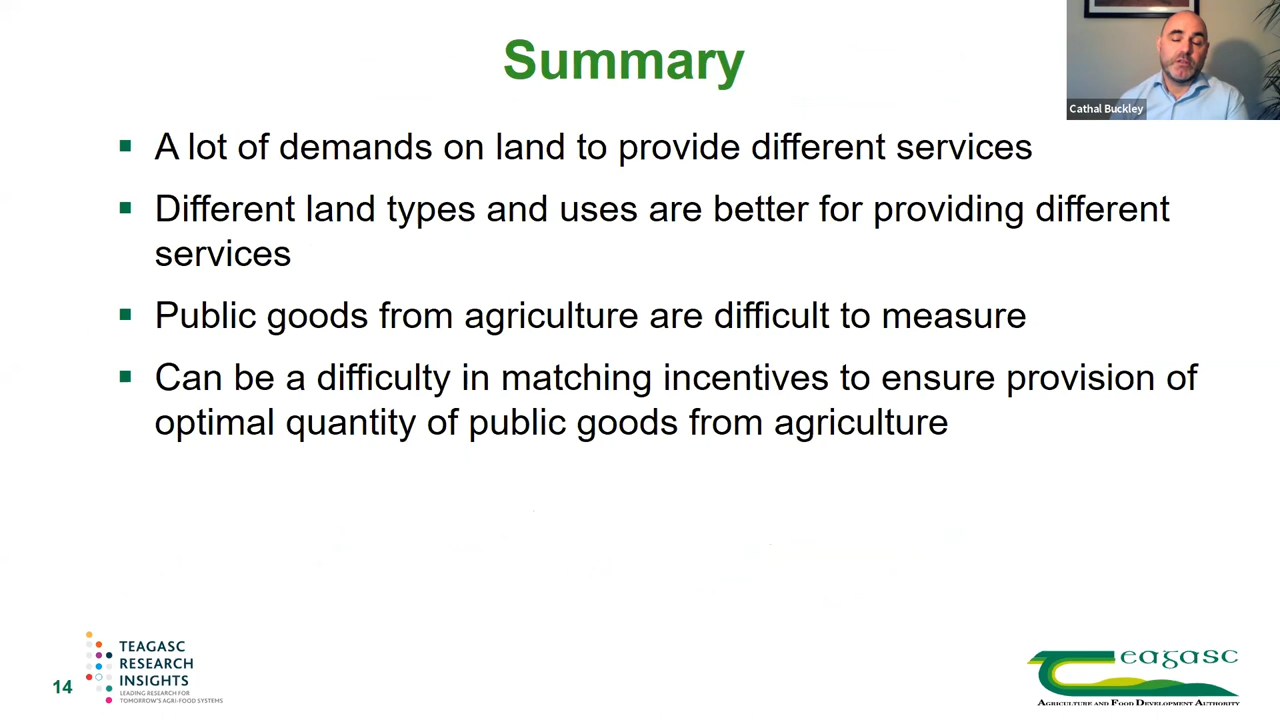 Summary
Cathal Buckley
▪ A lot of demands on land to provide different services
▪ Different land types and uses are better for providing different
services
▪ Public goods from agriculture are difficult to measure
▪ Can be a difficulty in matching incentives to ensure provision of
optimal quantity of public goods from agriculture
14
TEAGASC
RESEARCH
INSIGHTS
LEADING RESEARCH FOR
TOMORROW'S AGRI-FOOD SYSTEMS
Teagasc
AGRICULTURE AND FOOD DEVELOPMENT AUTHORITY